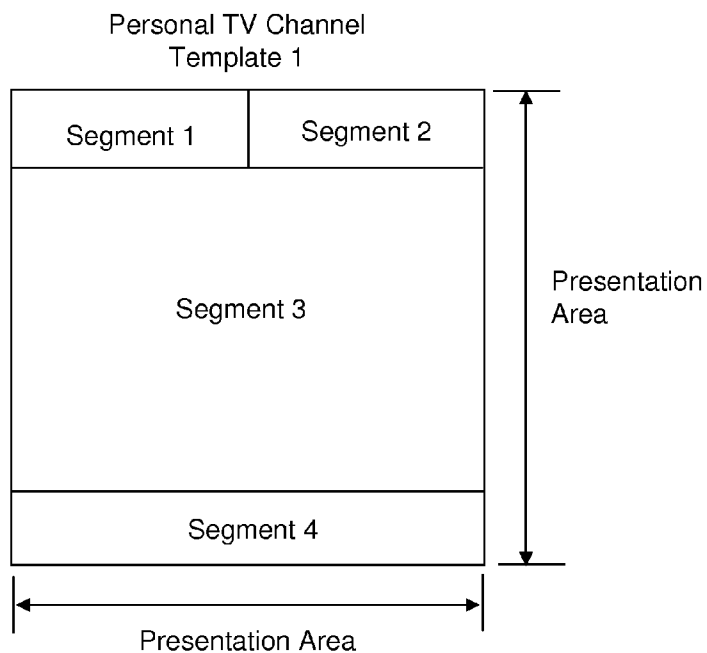 Personal TV Channel
Template 1
Segment 1
Segment 2
Segment 3
Presentation
Area
Segment 4
Presentation Area